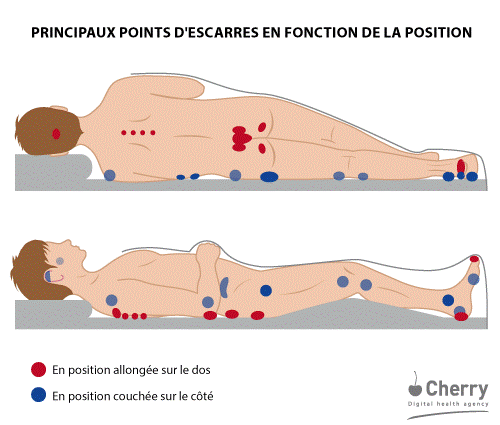 PRINCIPAUX POINTS D'ESCARRES EN FONCTION DE LA POSITION
En position allongée sur le dos
En position couchée sur le côté
Cherry
Digital health agency